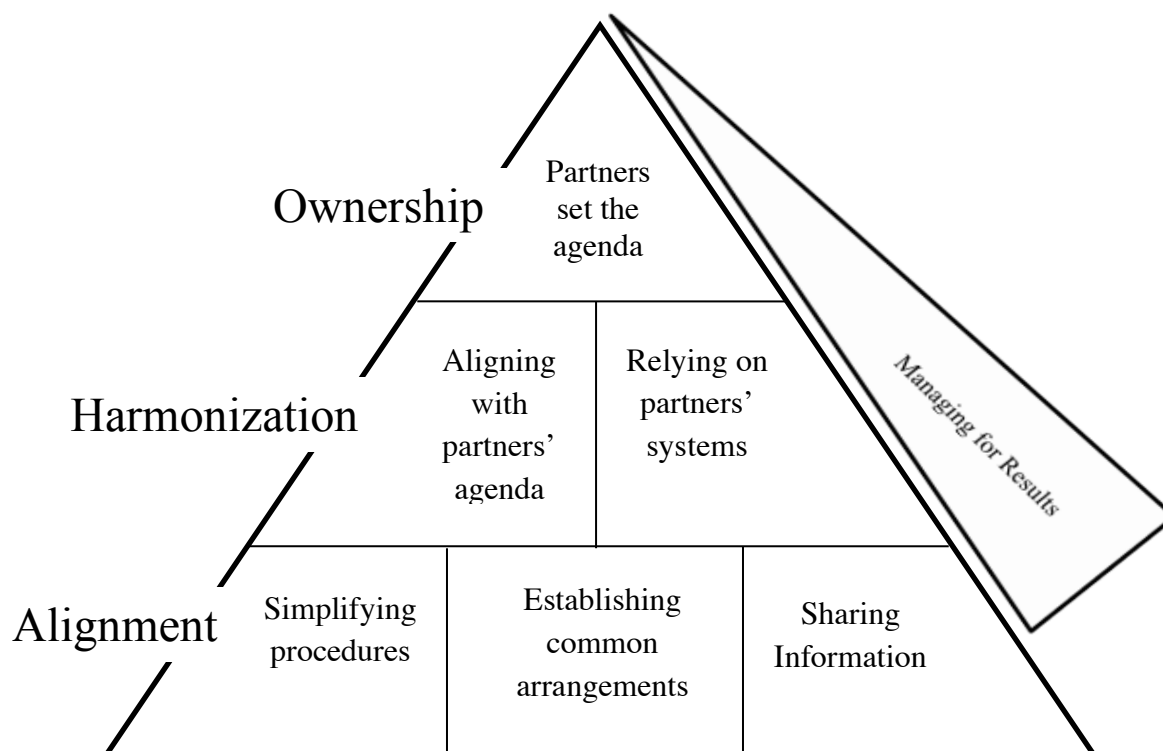 Ownership
Partners
set the
agenda
Harmonization
Aligning
with
partners’
agenda
Relying on
partners’
systems
Managing for Results
Alignment
Simplifying
procedures
Establishing
common
arrangements
Sharing
Information